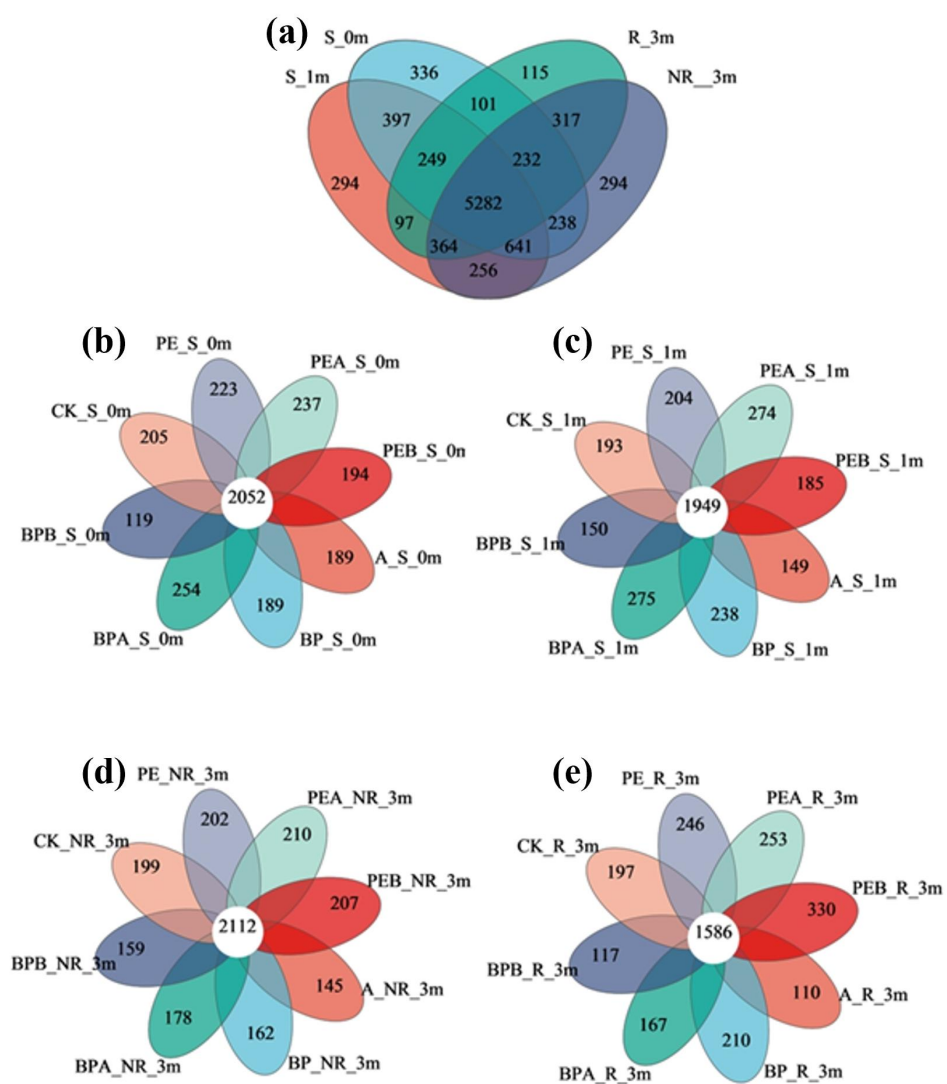 (a)
S_0m
R_3m
S_1m
NR__3m
336
115
101
397
317
249
232
294
294
5282
97
238
364
641
256
(b)
(c)
PE_S_0m
PEA_S_0m
223
237
CK_S_0m
PEB_S_0n
205
194
2052
BPB_S_0m
119
A_S_0m
189
254
189
BPA_S_0m
BP_S_0m
PE_S_1m
PEA_S_1m
204
274
CK_S_1m
PEB_S_1m
193
185
1949
BPB_S_1m
150
149
A_S_1m
275
238
BPA_S_1m
BP_S_1m
(d)
(e)
PE_NR_3m
PEA_NR_3m
202
210
CK_NR_3m
PEB_NR_3m
199
207
2112
159
BPB_NR_3m
145
A_NR_3m
178
162
BPA_NR_3m
BP_NR_3m
PE_R_3m
PEA_R_3m
246
253
CK_R_3m
197
PEB_R_3m
330
1586
117
BPB_R_3m
110
A_R_3m
167
210
BPA_R_3m
BP_R_3m